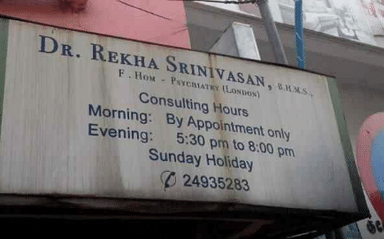 DR. REKHA SRINIVASAN, B.H.M.S.,
F. HOM - PSYCHIATRY (LONDON)
Consulting Hours
Morning: By Appointment only
Evening: 5:30 pm to 8:00 pm
Sunday Holiday
✆ 24935283